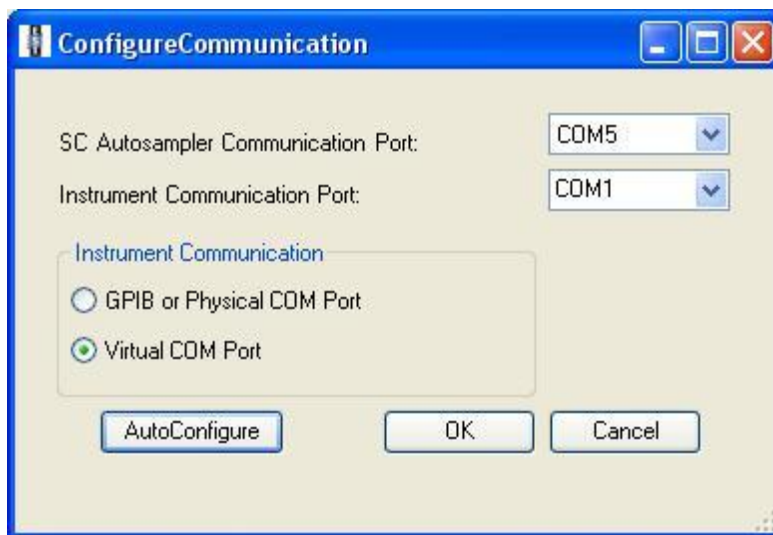 ConfigureCommunication
SC Autosampler Communication Port: COM5
Instrument Communication Port: COM1
Instrument Communication
GPIB or Physical COM Port
Virtual COM Port
AutoConfigure OK Cancel